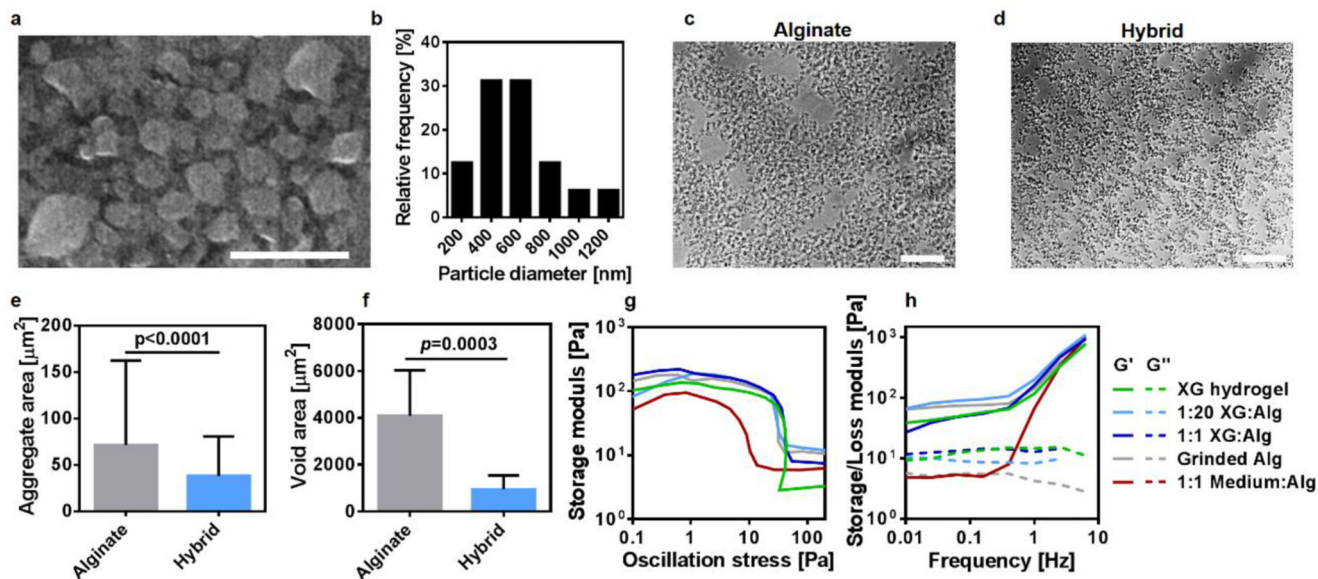 a
b
c
d
Alginate
Hybrid
Relative frequency [%]
40
30
20
10
0
200
400
600
800
1000
1200
Particle diameter [nm]
e
f
g
h
Aggregate area [μm²]
200
150
100
50
0
p<0.0001
Alginate
Hybrid
Void area [μm²]
8000
6000
4000
2000
0
p=0.0003
Alginate
Hybrid
Storage moduls [Pa]
10³
10²
10¹
10⁰
0.1
1
10
100
Oscillation stress [Pa]
Storage/Loss moduls [Pa]
10³
10²
10¹
10⁰
0.01
0.1
1
10
Frequency [Hz]
G' G''
XG hydrogel
1:20 XG:Alg
1:1 XG:Alg
Grinded Alg
1:1 Medium:Alg